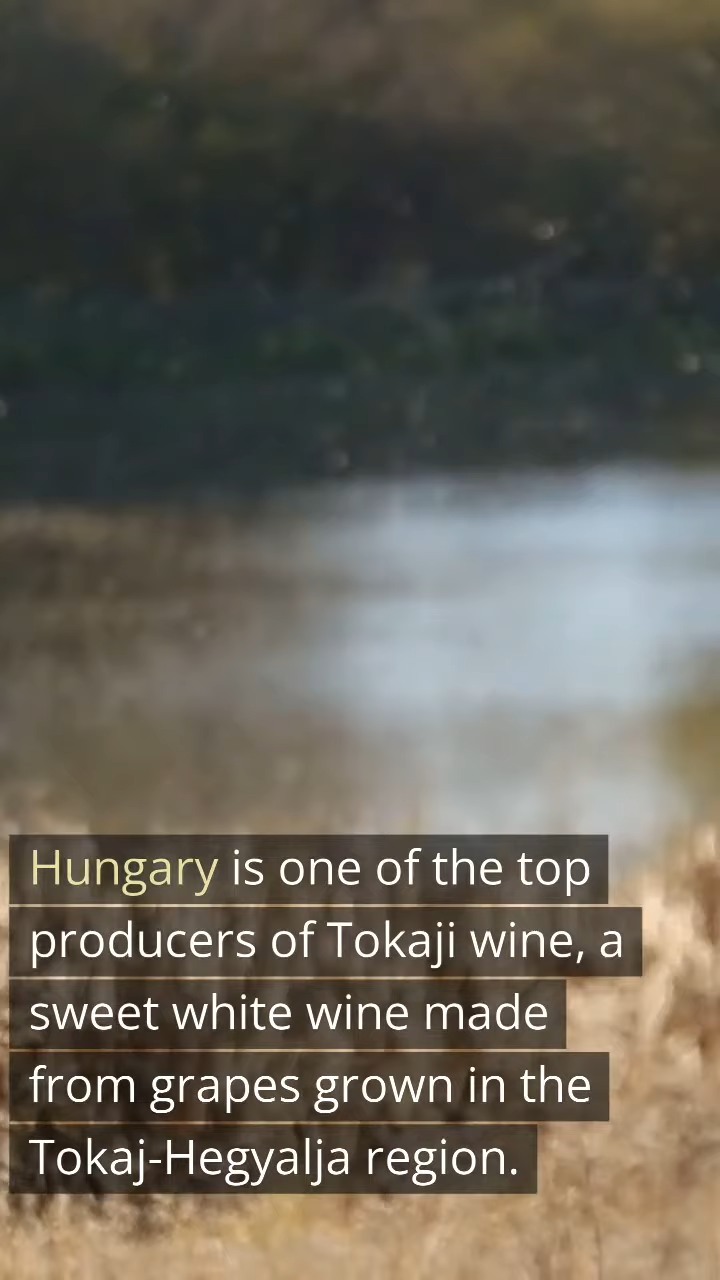 Hungary is one of the top
producers of Tokaji wine, a
sweet white wine made
from grapes grown in the
Tokaj-Hegyalja region.